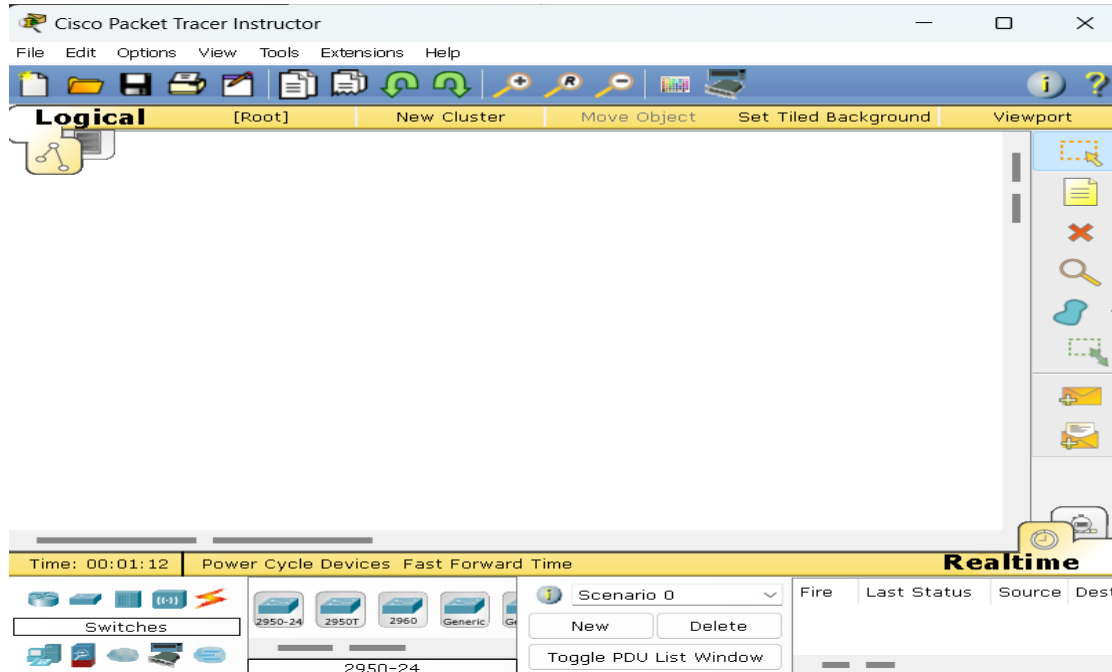 Cisco Packet Tracer Instructor
File Edit Options View Tools Extensions Help
Logical [Root] New Cluster Move Object Set Tiled Background Viewport
Time: 00:01:12 Power Cycle Devices Fast Forward Time Realtime
Scenario 0 Fire Last Status Source Dest
2950-24 2950T 2960 Generic Ge
Switches New Delete
Toggle PDU List Window
2950-24